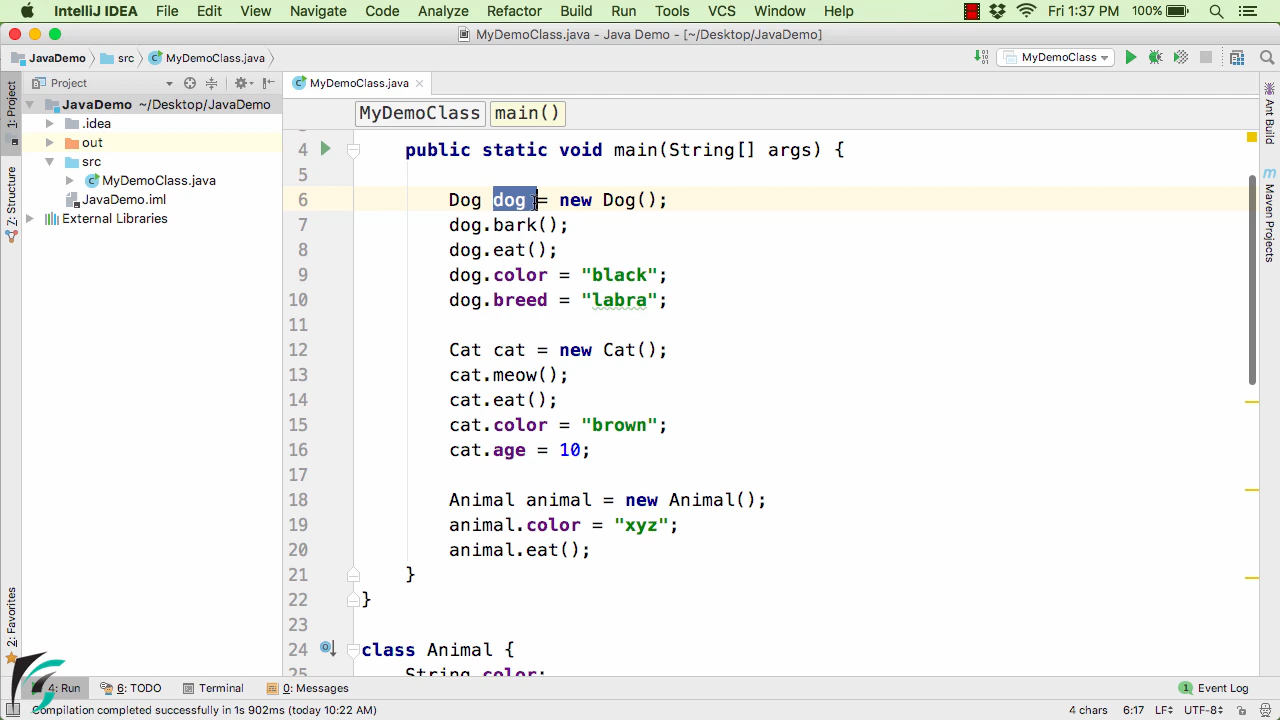 IntelliJ IDEA File Edit View Navigate Code Analyze Refactor Build Run Tools VCS Window Help Fri 1:37 PM 100%
MyDemoClass.java - Java Demo - [~/Desktop/JavaDemo]
JavaDemo src MyDemoClass.java MyDemoClass
Project MyDemoClass.java
1: Project
7: Structure
2: Favorites
JavaDemo ~/Desktop/JavaDemo
.idea
out
src
MyDemoClass.java
JavaDemo.iml
External Libraries
MyDemoClass main()
4 public static void main(String[] args) {
5
6 Dog dog = new Dog();
7 dog.bark();
8 dog.eat();
9 dog.color = "black";
10 dog.breed = "labra";
11
12 Cat cat = new Cat();
13 cat.meow();
14 cat.eat();
15 cat.color = "brown";
16 cat.age = 10;
17
18 Animal animal = new Animal();
19 animal.color = "xyz";
20 animal.eat();
21 }
22 }
23
24 class Animal {
25 String color;
Ant Build
m Maven Projects
4: Run 6: TODO Terminal 0: Messages 1 Event Log
Compilation completed successfully in 1s 902ms (today 10:22 AM) 4 chars 6:17 LF÷ UTF-8÷